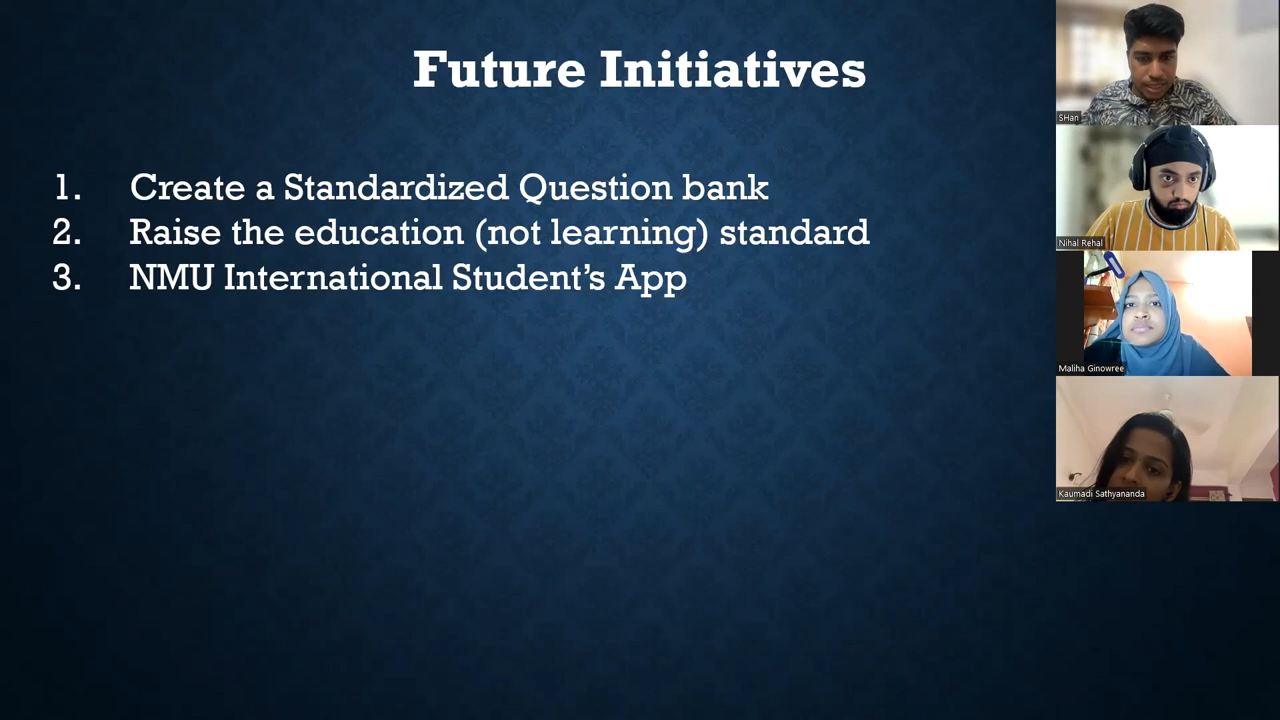 Future Initiatives
1. Create a Standardized Question bank
2. Raise the education (not learning) standard
3. NMU International Student’s App
SHan
Nihal Rehal
Maliha Ginowree
Kaumadi Sathyananda